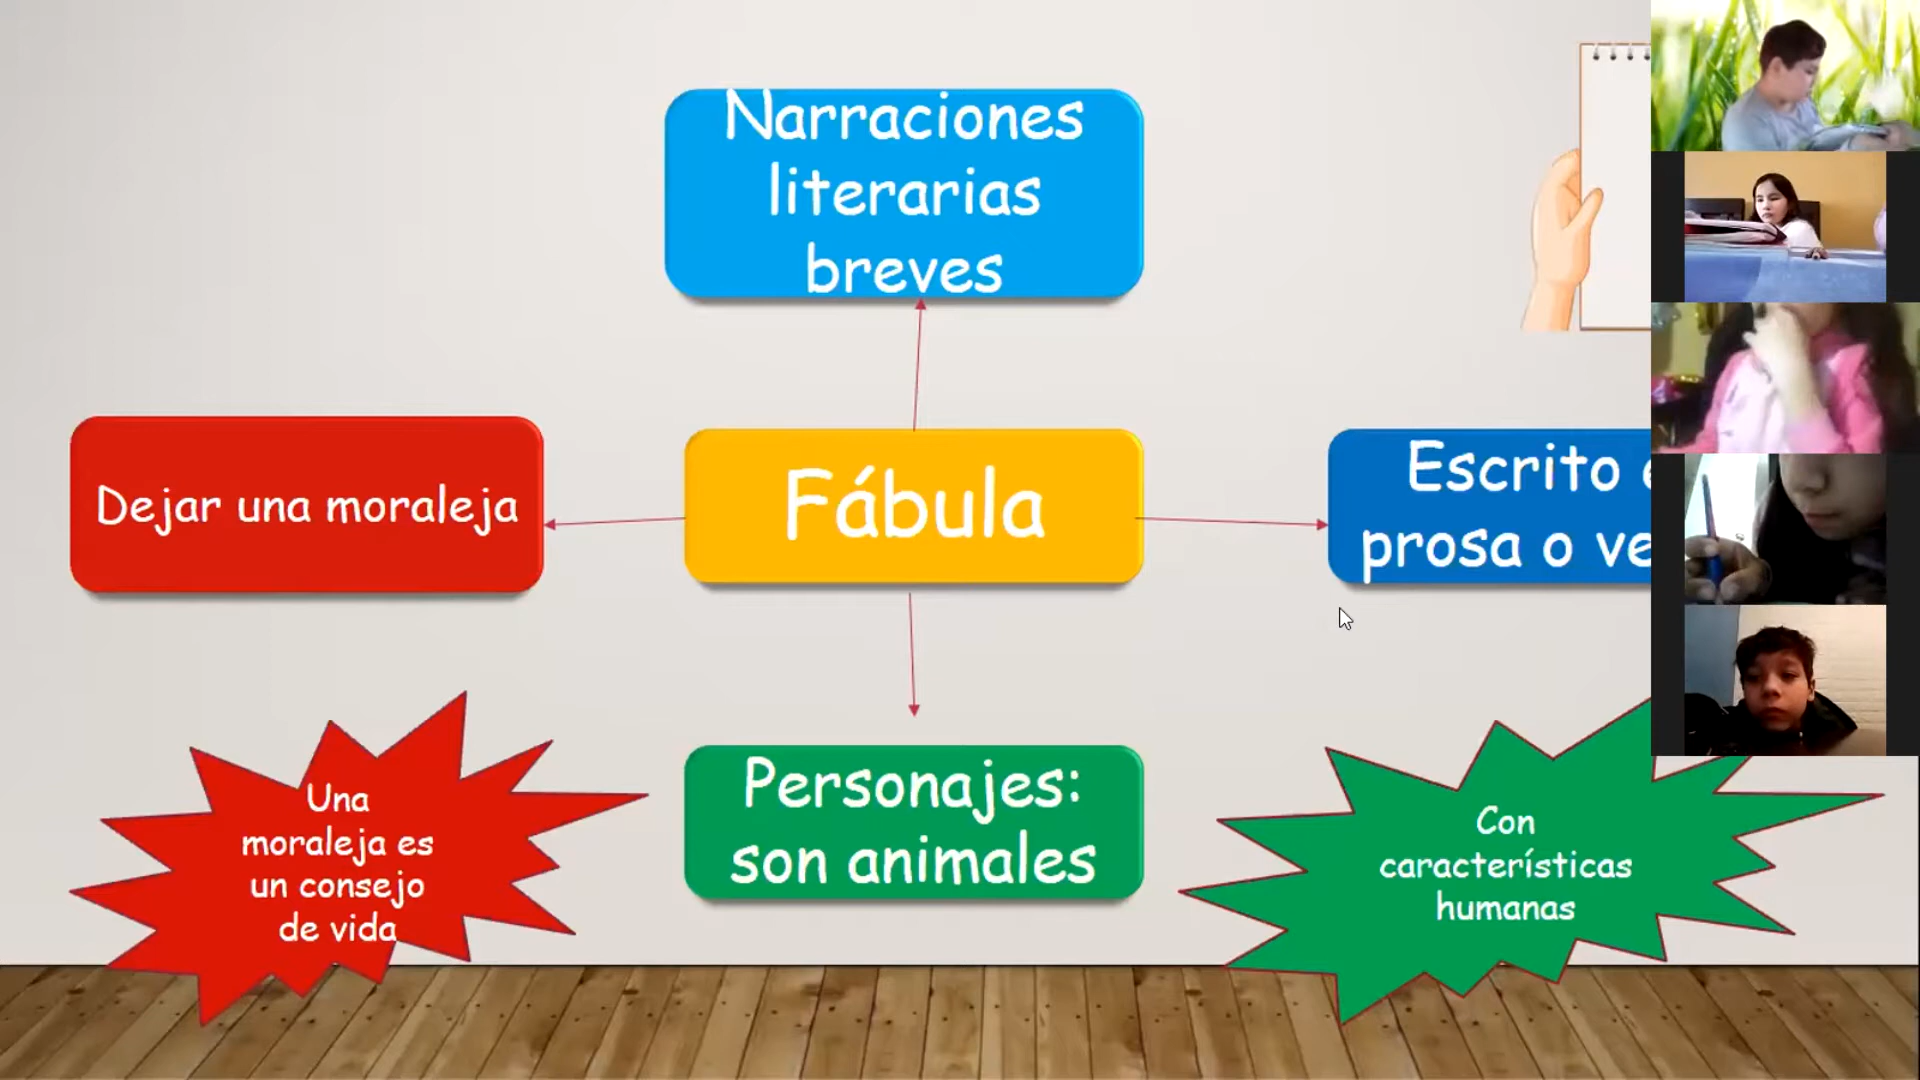 Narraciones
literarias
breves
Dejar una moraleja
Fábula
Escrito
prosa o
Personajes:
son animales
Una
moraleja es
un consejo
de vida
Con
características
humanas